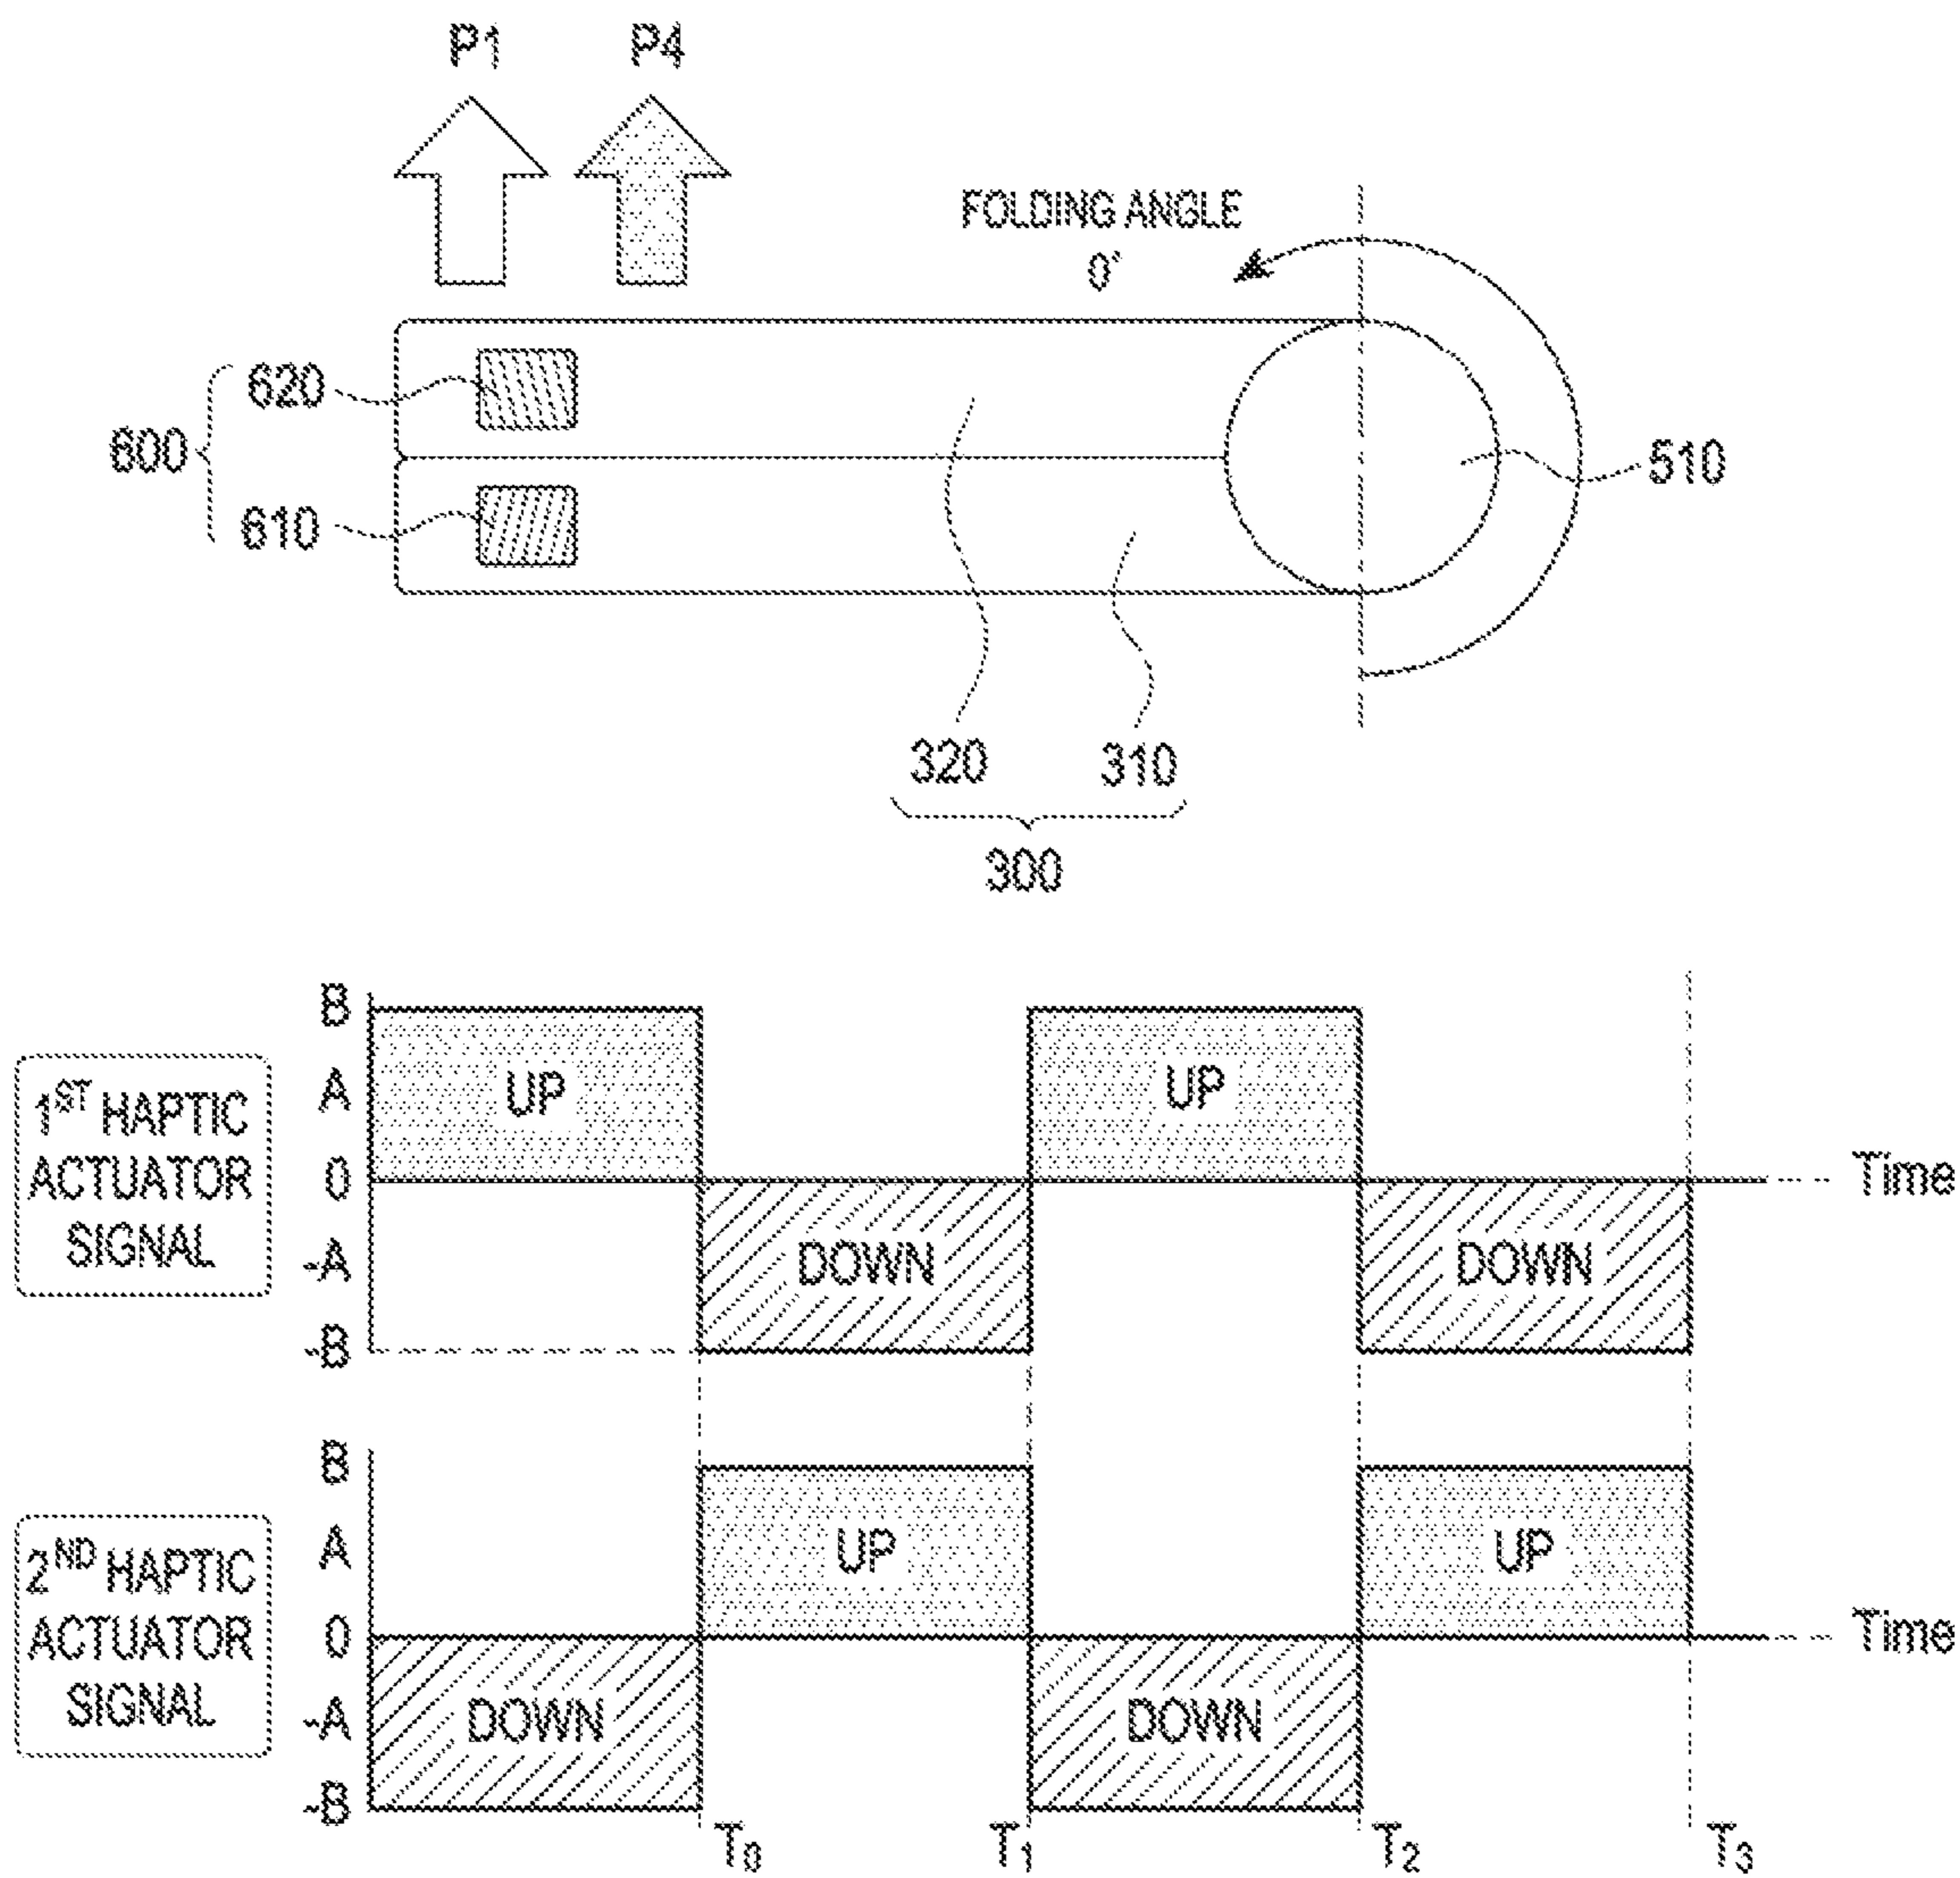 P1 P4
FOLDING ANGLE
0°
620
600
610
510
320 310
300
B
A
0
-A
-B
1ST HAPTIC
ACTUATOR
SIGNAL
UP
DOWN
UP
DOWN
Time
B
A
0
-A
-B
2ND HAPTIC
ACTUATOR
SIGNAL
DOWN
UP
DOWN
UP
Time
T0 T1 T2 T3